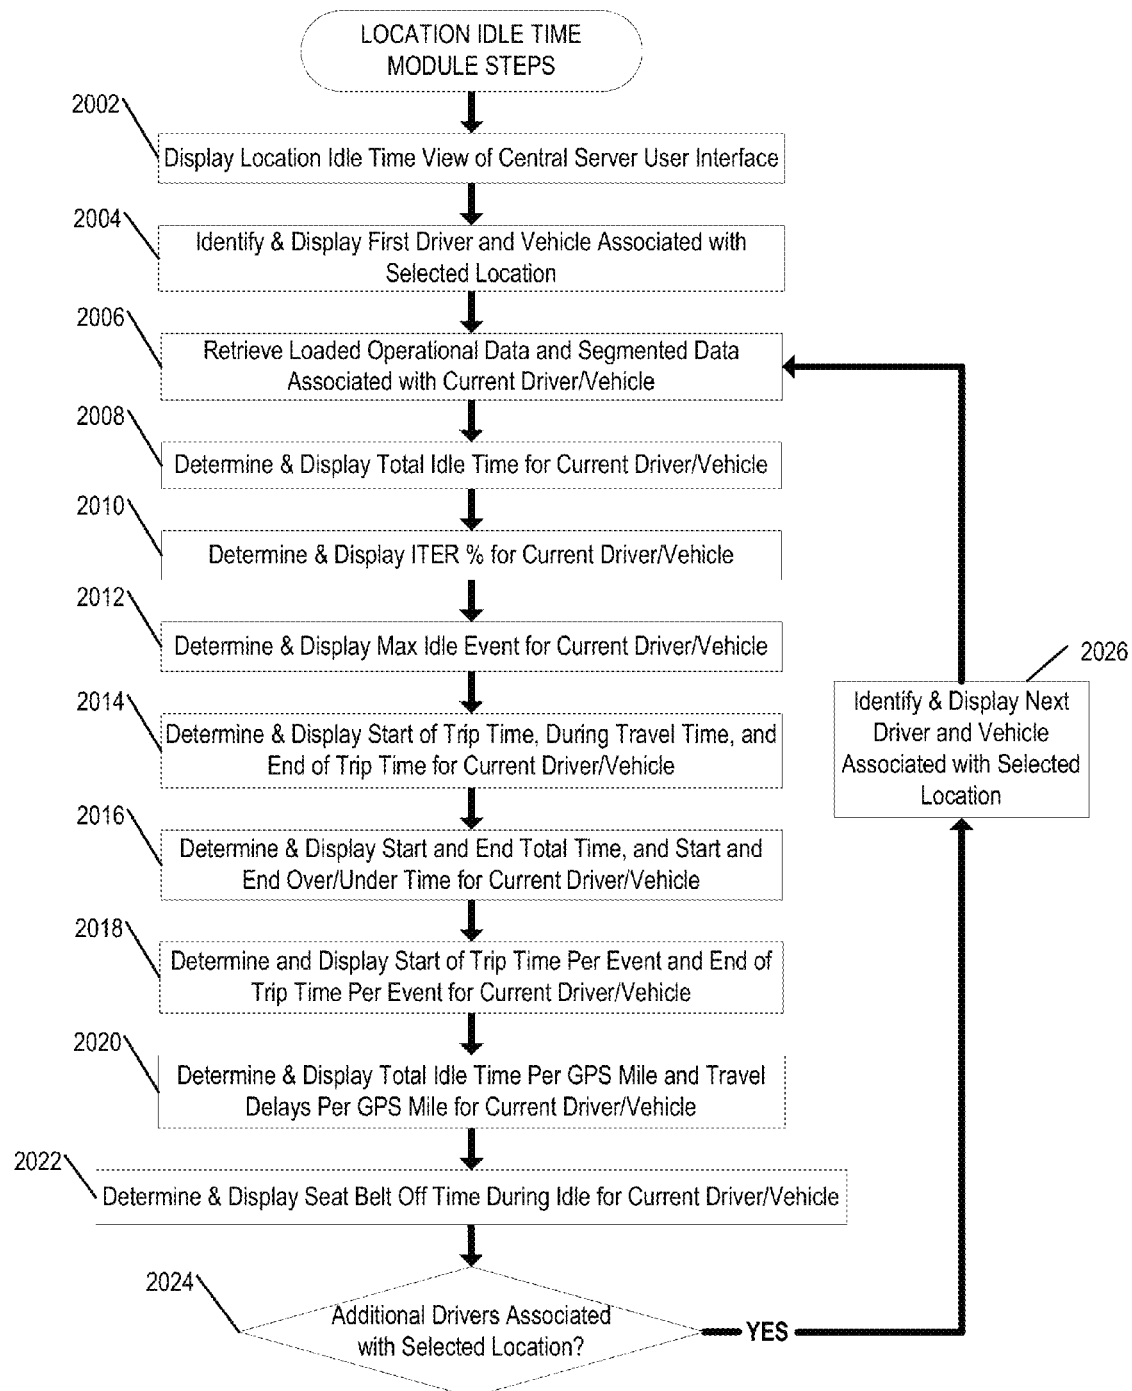 LOCATION IDLE TIME
MODULE STEPS
2002
Display Location Idle Time View of Central Server User Interface
2004
Identify & Display First Driver and Vehicle Associated with
Selected Location
2006
Retrieve Loaded Operational Data and Segmented Data
Associated with Current Driver/Vehicle
2008
Determine & Display Total Idle Time for Current Driver/Vehicle
2010
Determine & Display ITER % for Current Driver/Vehicle
2012
Determine & Display Max Idle Event for Current Driver/Vehicle
2014
Determine & Display Start of Trip Time, During Travel Time, and
End of Trip Time for Current Driver/Vehicle
2016
Determine & Display Start and End Total Time, and Start and
End Over/Under Time for Current Driver/Vehicle
2018
Determine and Display Start of Trip Time Per Event and End of
Trip Time Per Event for Current Driver/Vehicle
2020
Determine & Display Total Idle Time Per GPS Mile and Travel
Delays Per GPS Mile for Current Driver/Vehicle
2022
Determine & Display Seat Belt Off Time During Idle for Current Driver/Vehicle
2024
Additional Drivers Associated
with Selected Location?
YES
2026
Identify & Display Next
Driver and Vehicle
Associated with Selected
Location